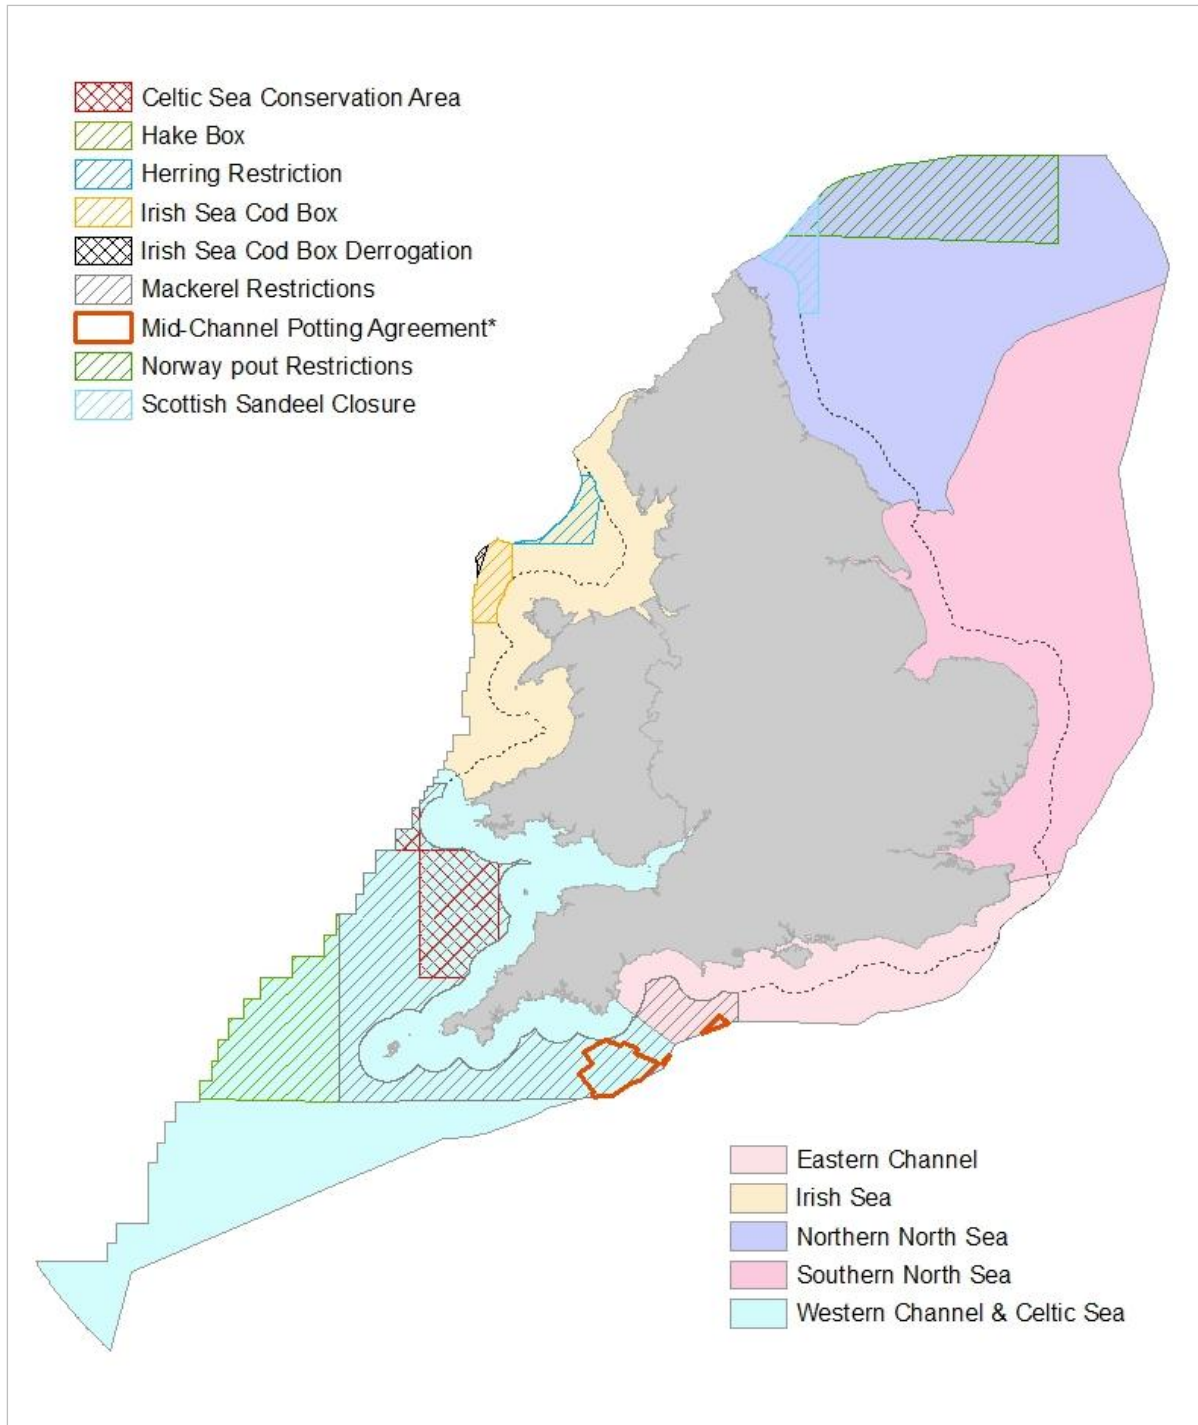 Celtic Sea Conservation Area
Hake Box
Herring Restriction
Irish Sea Cod Box
Irish Sea Cod Box Derrogation
Mackerel Restrictions
Mid-Channel Potting Agreement*
Norway pout Restrictions
Scottish Sandeel Closure
Eastern Channel
Irish Sea
Northern North Sea
Southern North Sea
Western Channel & Celtic Sea